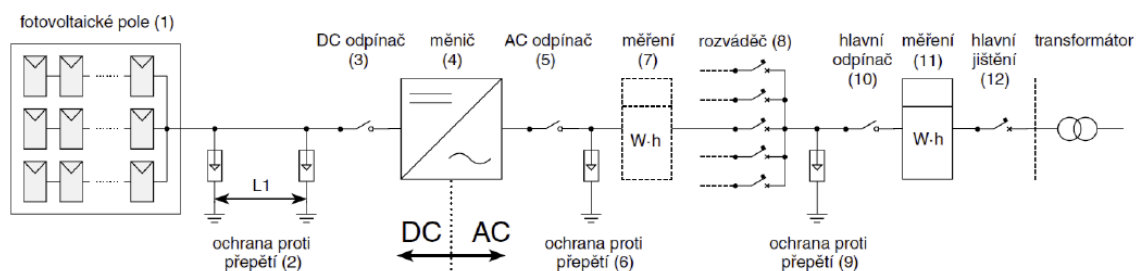 fotovoltaické pole (1)
DC odpínač
(3)
měnič
(4)
AC odpínač
(5)
měření
(7)
rozváděč (8)
hlavní
odpínač
(10)
měření
(11)
hlavní
jištění
(12)
transformátor
W·h
W·h
L1
DC
AC
ochrana proti
přepětí (2)
ochrana proti
přepětí (6)
ochrana proti
přepětí (9)